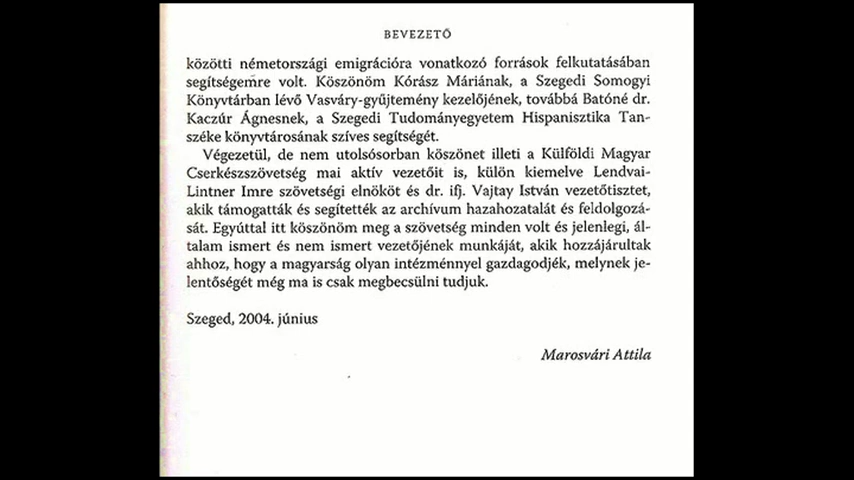 BEVEZETŐ
közötti németországi emigrációra vonatkozó források felkutatásában
segítségemre volt. Köszönöm Kórász Máriának, a Szegedi Somogyi
Könyvtárban lévő Vasváry-gyűjtemény kezelőjének, továbbá Batóné dr.
Kaczúr Ágnesnek, a Szegedi Tudományegyetem Hispanisztika Tan-
széke könyvtárosának szíves segítségét.
Végezetül, de nem utolsósorban köszönet illeti a Külföldi Magyar
Cserkészszövetség mai aktív vezetőit is, külön kiemelve Lendvai-
Lintner Imre szövetségi elnököt és dr. ifj. Vajtay István vezetőtisztet,
akik támogatták és segítették az archívum hazahozatalát és feldolgozá-
sát. Egyúttal itt köszönöm meg a szövetség minden volt és jelenlegi, ál-
talam ismert és nem ismert vezetőjének munkáját, akik hozzájárultak
ahhoz, hogy a magyarság olyan intézménnyel gazdagodjék, melynek je-
lentőségét még ma is csak megbecsülni tudjuk.
Szeged, 2004. június
Marosvári Attila